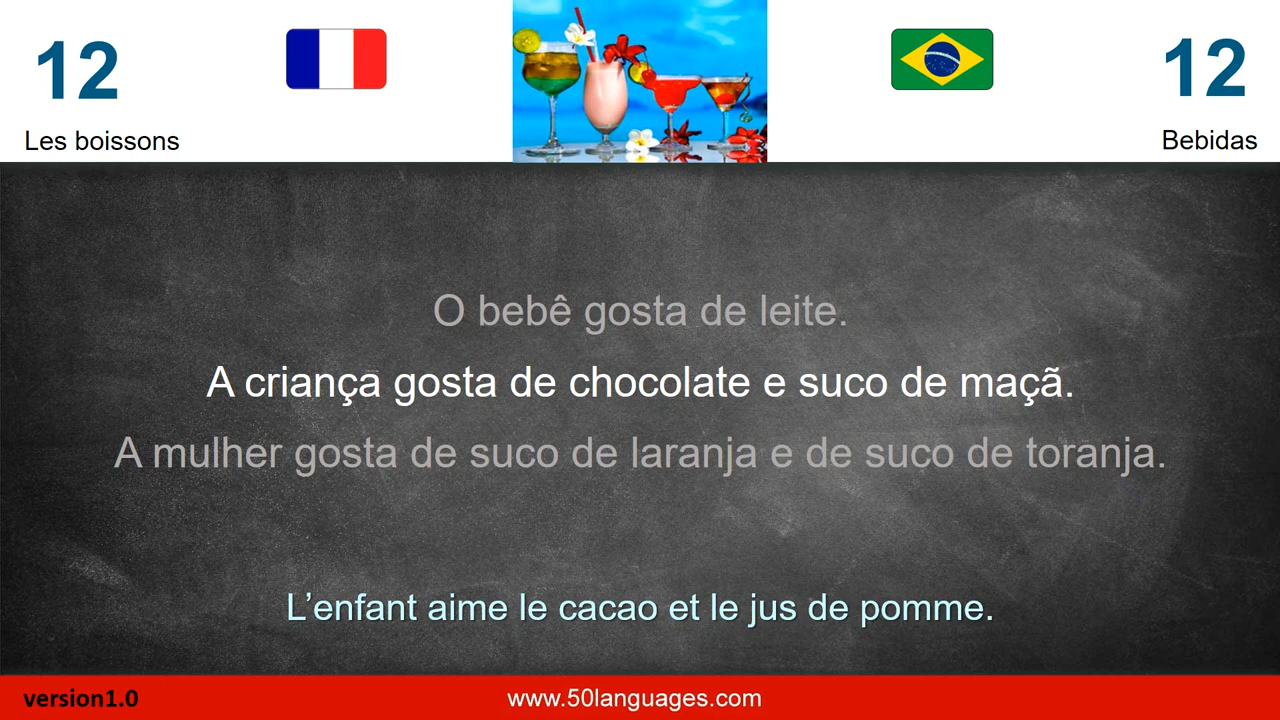 12
12
Les boissons
Bebidas
O bebê gosta de leite.
A criança gosta de chocolate e suco de maçã.
A mulher gosta de suco de laranja e de suco de toranja.
L’enfant aime le cacao et le jus de pomme.
version1.0
www.50languages.com